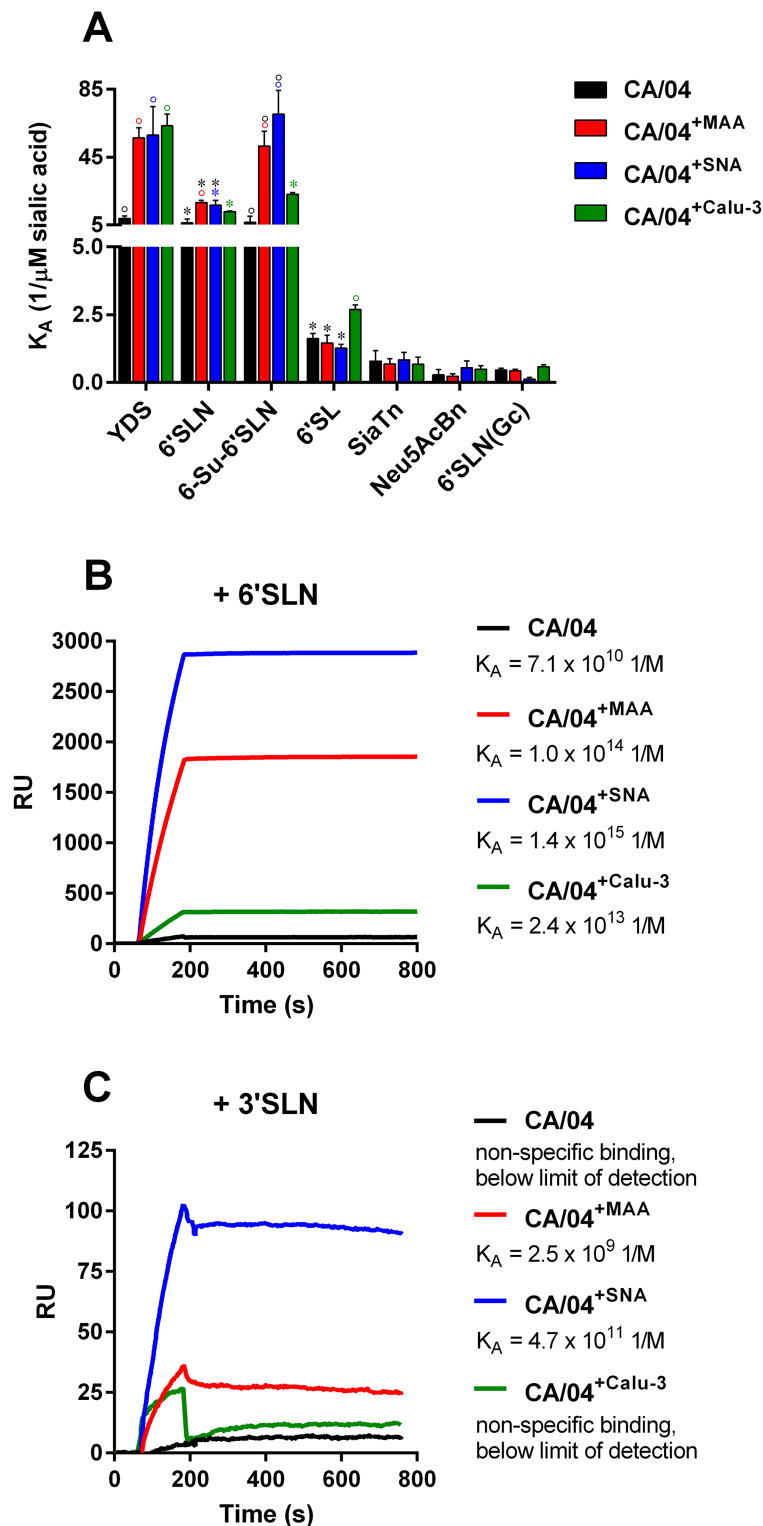 A
K_A (1/μM sialic acid)
85
45
5
5.0
2.5
0.0
YDS
6'SLN
6-Su-6'SLN
6'SL
SiaTn
Neu5AcBn
6'SLN(Gc)
CA/04
CA/04^+MAA
CA/04^+SNA
CA/04^+Calu-3
B
+ 6'SLN
RU
3000
2500
2000
1500
1000
500
0
0 200 400 600 800
Time (s)
CA/04
K_A = 7.1 x 10^10 1/M
CA/04^+MAA
K_A = 1.0 x 10^14 1/M
CA/04^+SNA
K_A = 1.4 x 10^15 1/M
CA/04^+Calu-3
K_A = 2.4 x 10^13 1/M
C
+ 3'SLN
RU
125
100
75
50
25
0
0 200 400 600 800
Time (s)
CA/04
non-specific binding,
below limit of detection
CA/04^+MAA
K_A = 2.5 x 10^9 1/M
CA/04^+SNA
K_A = 4.7 x 10^11 1/M
CA/04^+Calu-3
non-specific binding,
below limit of detection